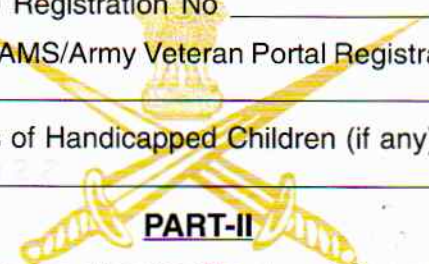 Registration No
AMS/Army Veteran Portal Registra
of Handicapped Children (if any)
PART-II